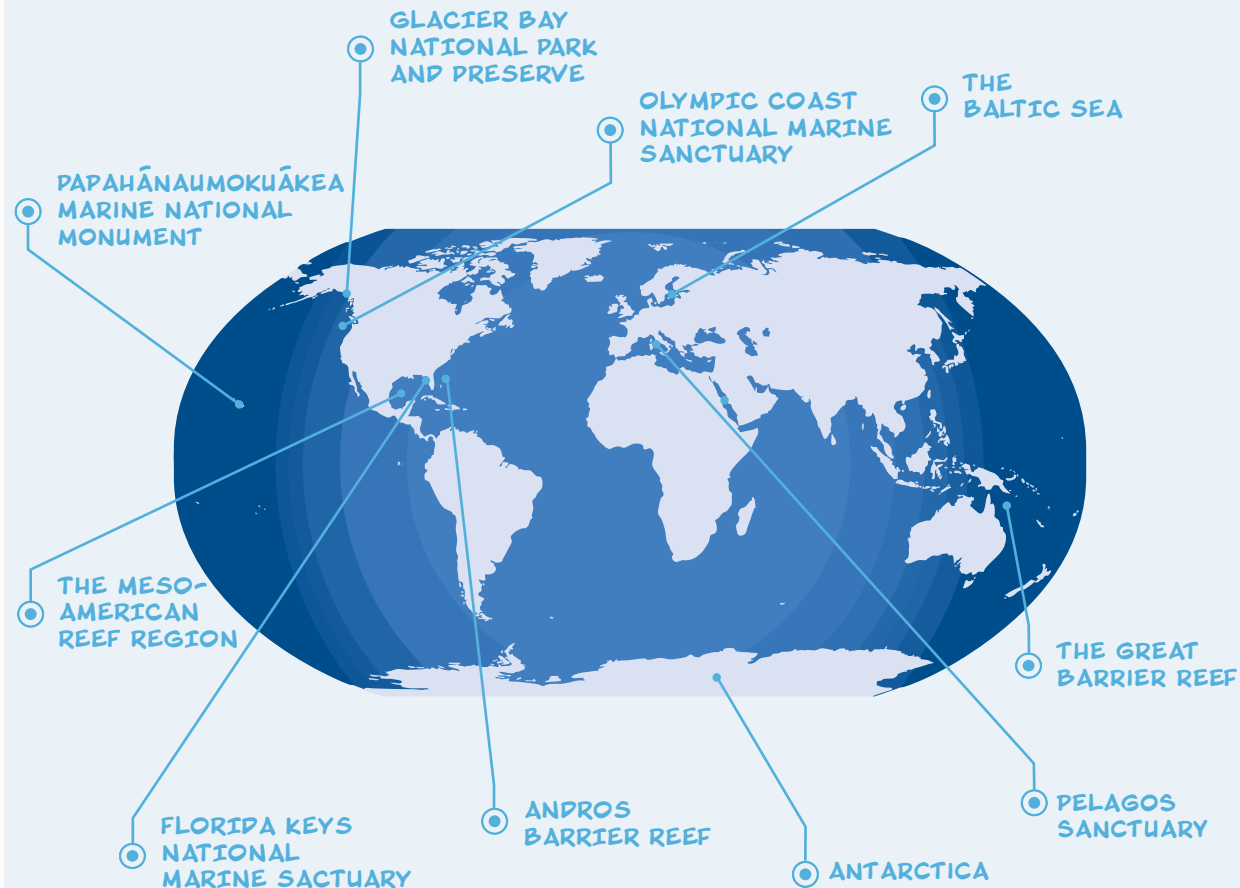 GLACIER BAY
NATIONAL PARK
AND PRESERVE
OLYMPIC COAST
NATIONAL MARINE
SANCTUARY
THE
BALTIC SEA
PAPAHĀNAUMOKUĀKEA
MARINE NATIONAL
MONUMENT
THE MESO-
AMERICAN
REEF REGION
THE GREAT
BARRIER REEF
PELAGOS
SANCTUARY
ANDROS
BARRIER REEF
FLORIDA KEYS
NATIONAL
MARINE SACTUARY
ANTARCTICA